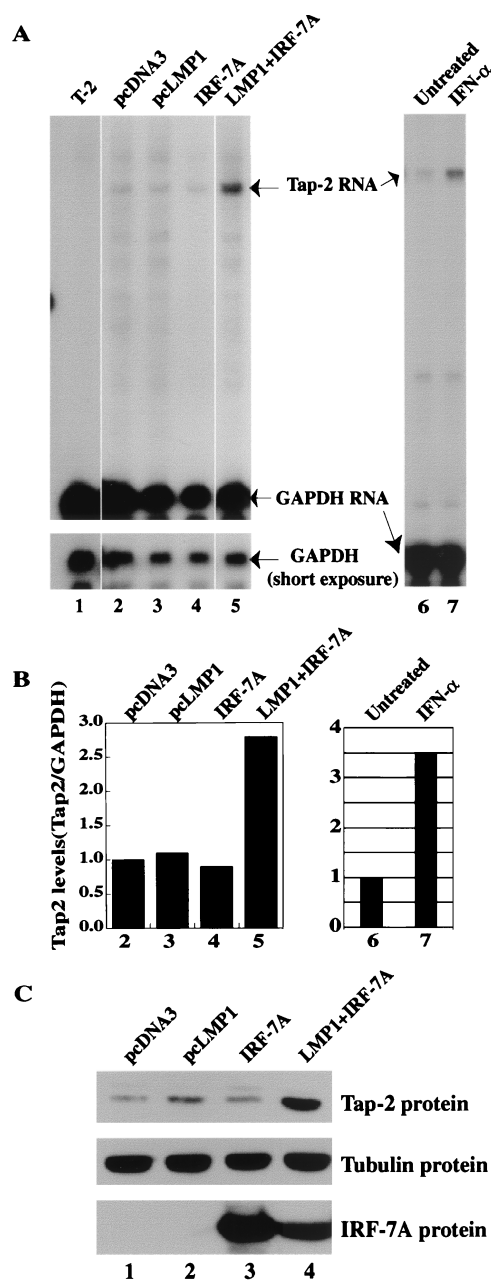 A
T-2
pcDNA3
pcLMP1
IRF-7A
LMP1+IRF-7A
Untreated
IFN-α
Tap-2 RNA
GAPDH RNA
GAPDH
(short exposure)
1 2 3 4 5 6 7
B
pcDNA3
pcLMP1
IRF-7A
LMP1+IRF-7A
Untreated
IFN-α
Tap2 levels(Tap2/GAPDH)
3.0
2.5
2.0
1.0
0.5
0.0
2 3 4 5
4
3
2
1
0
6 7
C
pcDNA3
pcLMP1
IRF-7A
LMP1+IRF-7A
Tap-2 protein
Tubulin protein
IRF-7A protein
1 2 3 4